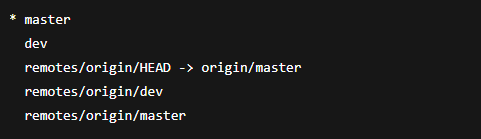 * master
dev
remotes/origin/HEAD -> origin/master
remotes/origin/dev
remotes/origin/master